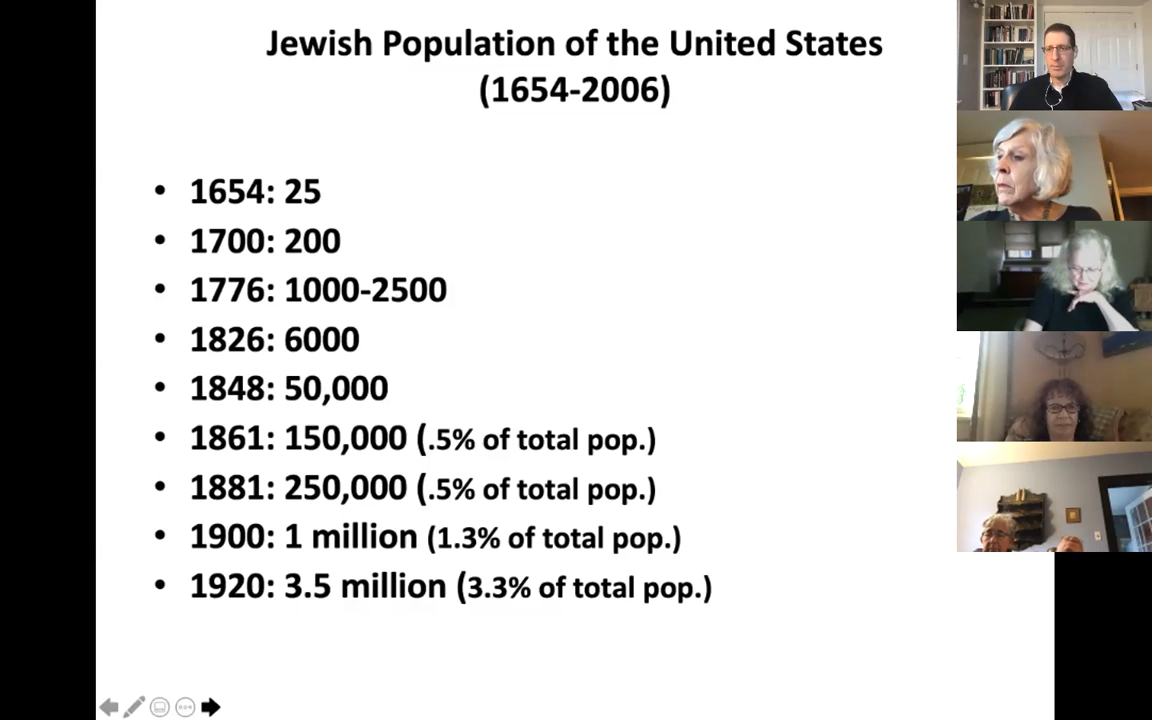 Jewish Population of the United States
(1654-2006)
• 1654: 25
• 1700: 200
• 1776: 1000-2500
• 1826: 6000
• 1848: 50,000
• 1861: 150,000 (.5% of total pop.)
• 1881: 250,000 (.5% of total pop.)
• 1900: 1 million (1.3% of total pop.)
• 1920: 3.5 million (3.3% of total pop.)